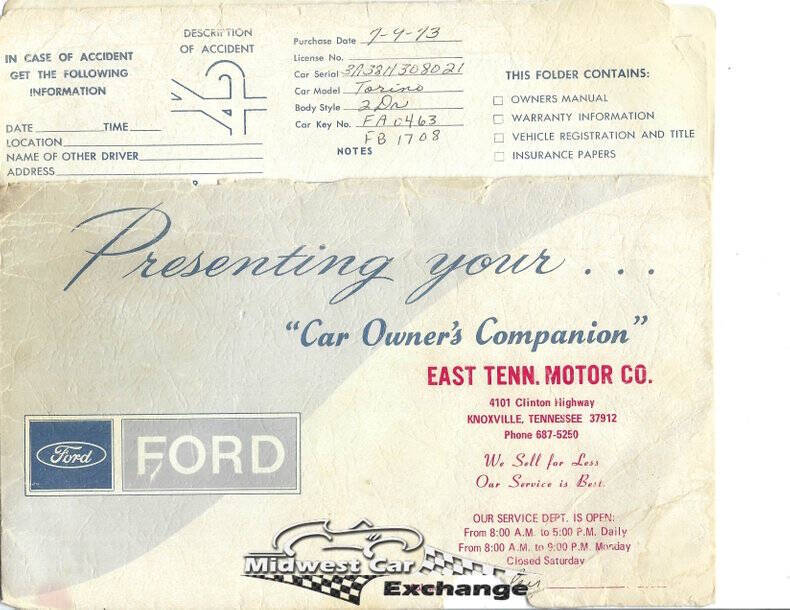 IN CASE OF ACCIDENT
GET THE FOLLOWING
INFORMATION
DATE TIME
LOCATION
NAME OF OTHER DRIVER
ADDRESS
DESCRIPTION
OF ACCIDENT
Purchase Date 7-9-73
License No.
Car Serial 3A38H308021
Car Model Torino
Body Style 2 Dr
Car Key No. FA0463
FB 1708
NOTES
THIS FOLDER CONTAINS:
OWNERS MANUAL
WARRANTY INFORMATION
VEHICLE REGISTRATION AND TITLE
INSURANCE PAPERS
Presenting your . . .
"Car Owner's Companion"
EAST TENN. MOTOR CO.
4101 Clinton Highway
KNOXVILLE, TENNESSEE 37912
Phone 687-5250
We Sell for Less
Our Service is Best.
Ford FORD
OUR SERVICE DEPT. IS OPEN:
From 8:00 A.M. to 5:00 P.M. Daily
From 8:00 A.M. to 9:00 P.M. Monday
Closed Saturday
Midwest Car
Exchange